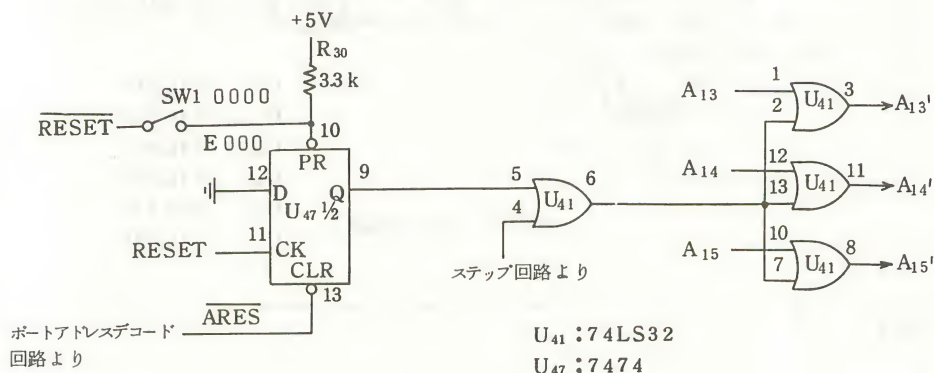 +5V
R30
3.3 k
SW1 0000
RESET
E 000
10
PR
12
D
Q
9
U47 ½
11
RESET
CK
CLR
13
ARES
ポートアドレスデコード
回路より
5
4
U41
6
ステップ回路より
A13
1
2
U41
3
A13'
A14
12
13
U41
11
A14'
A15
10
7
U41
8
A15'
U41 : 74LS32
U47 : 7474